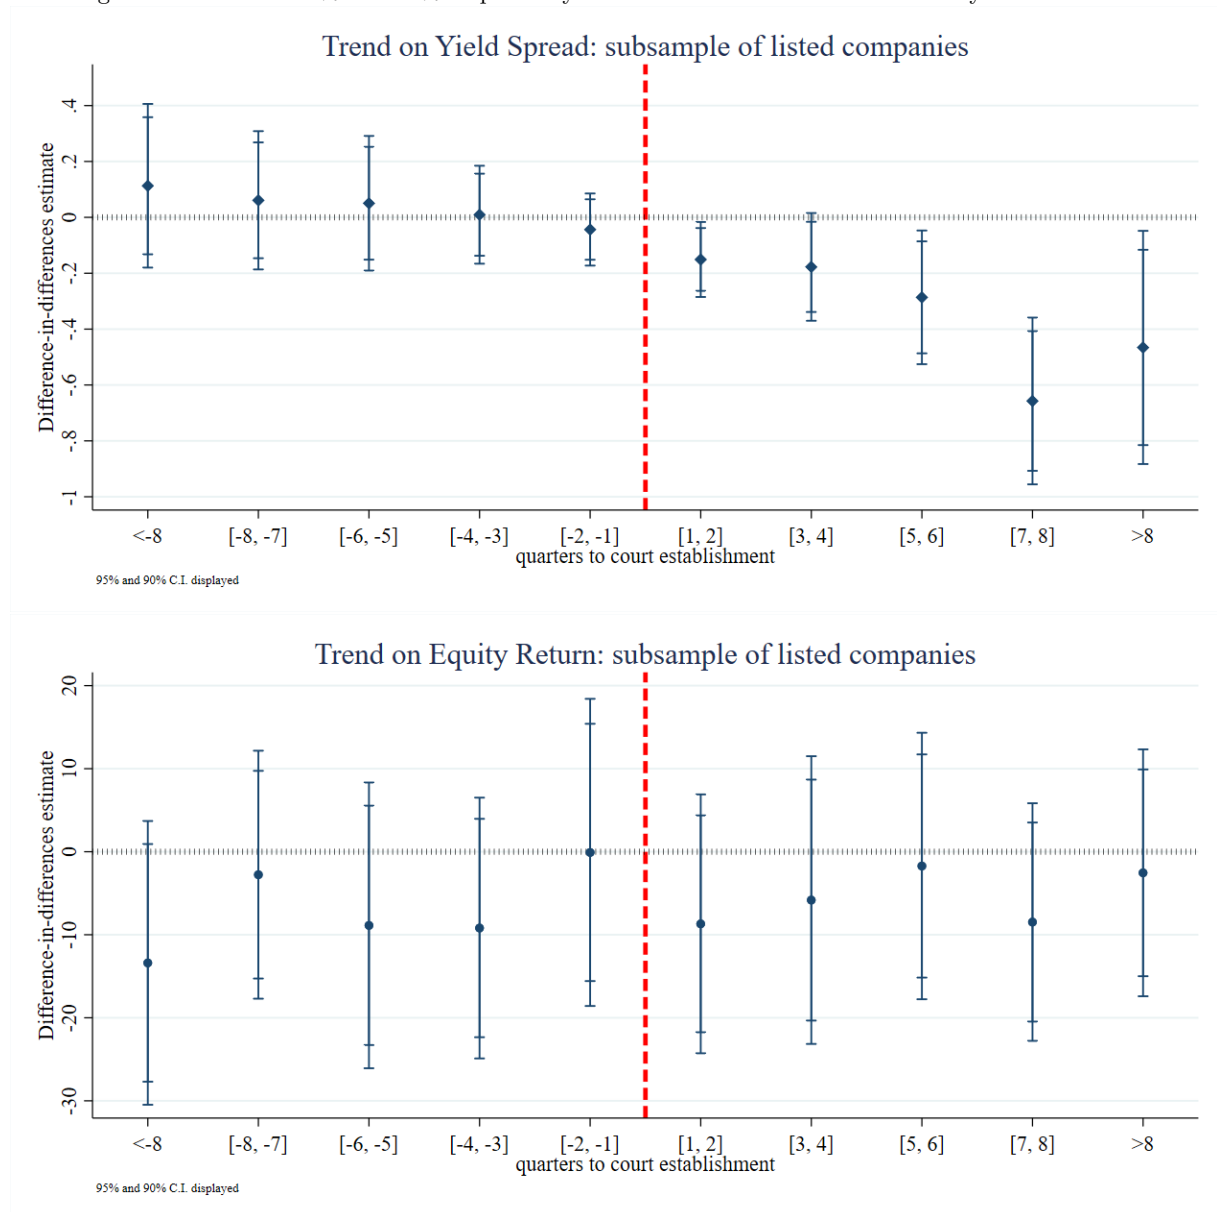 Trend on Yield Spread: subsample of listed companies
Difference-in-differences estimate
.4
.2
0
-.2
-.4
-.6
-.8
-1
<-8 [-8, -7] [-6, -5] [-4, -3] [-2, -1] [1, 2] [3, 4] [5, 6] [7, 8] >8
quarters to court establishment
95% and 90% C.I. displayed
Trend on Equity Return: subsample of listed companies
Difference-in-differences estimate
20
10
0
-10
-20
-30
<-8 [-8, -7] [-6, -5] [-4, -3] [-2, -1] [1, 2] [3, 4] [5, 6] [7, 8] >8
quarters to court establishment
95% and 90% C.I. displayed